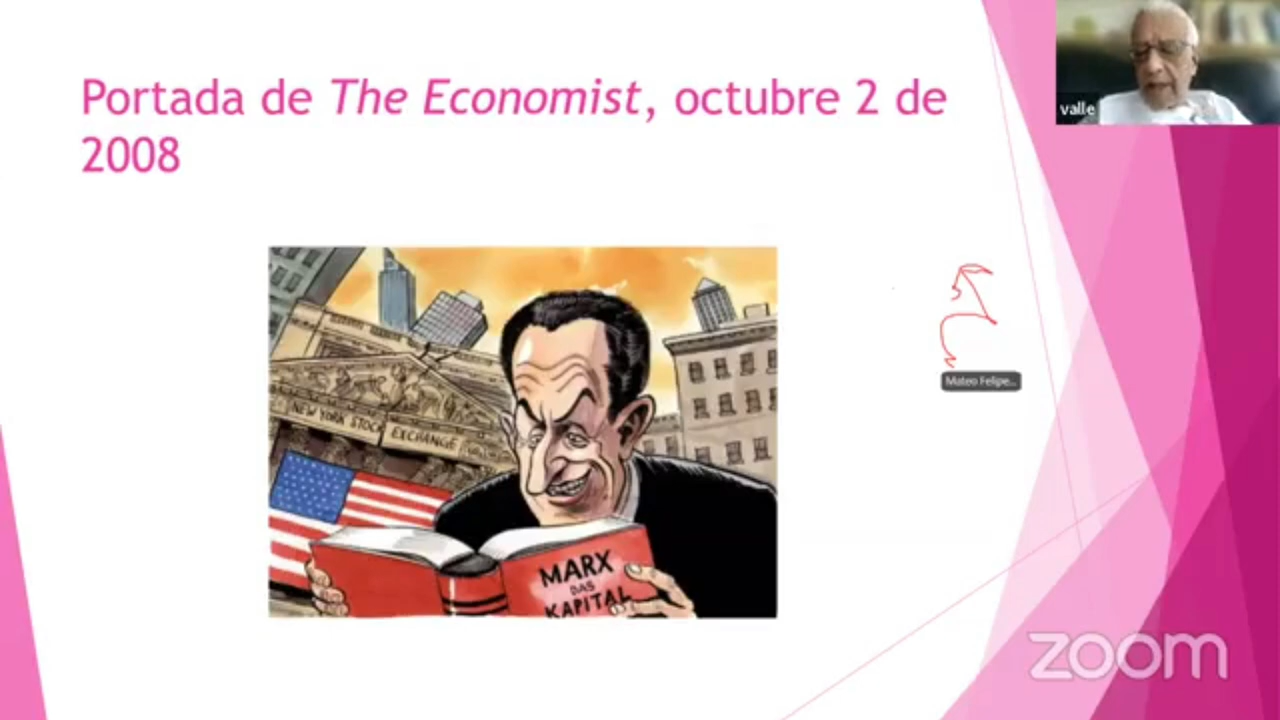 Portada de The Economist, octubre 2 de
2008
valle
NEW YORK STOCK
EXCHANGE
Mateo Felipe...
MARX
DAS
KAPITAL
zoom